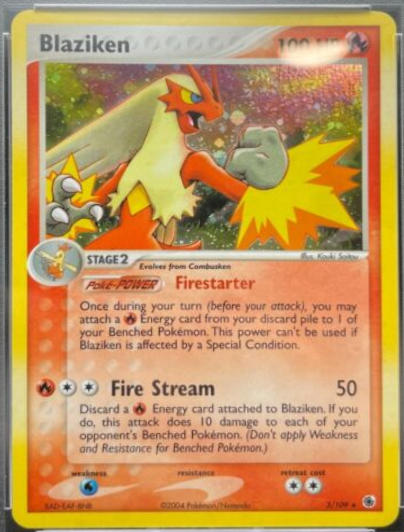 Blaziken 100 HP
Illus. Kouki Saitou
STAGE2
Evolves from Combusken
Poké-POWER Firestarter
Once during your turn (before your attack), you may
attach a Energy card from your discard pile to 1 of
your Benched Pokémon. This power can't be used if
Blaziken is affected by a Special Condition.
Fire Stream 50
Discard a Energy card attached to Blaziken. If you
do, this attack does 10 damage to each of your
opponent's Benched Pokémon. (Don't apply Weakness
and Resistance for Benched Pokémon.)
weakness resistance retreat cost
EAD-EAF-BNB ©2004 Pokémon/Nintendo 3/109 ★